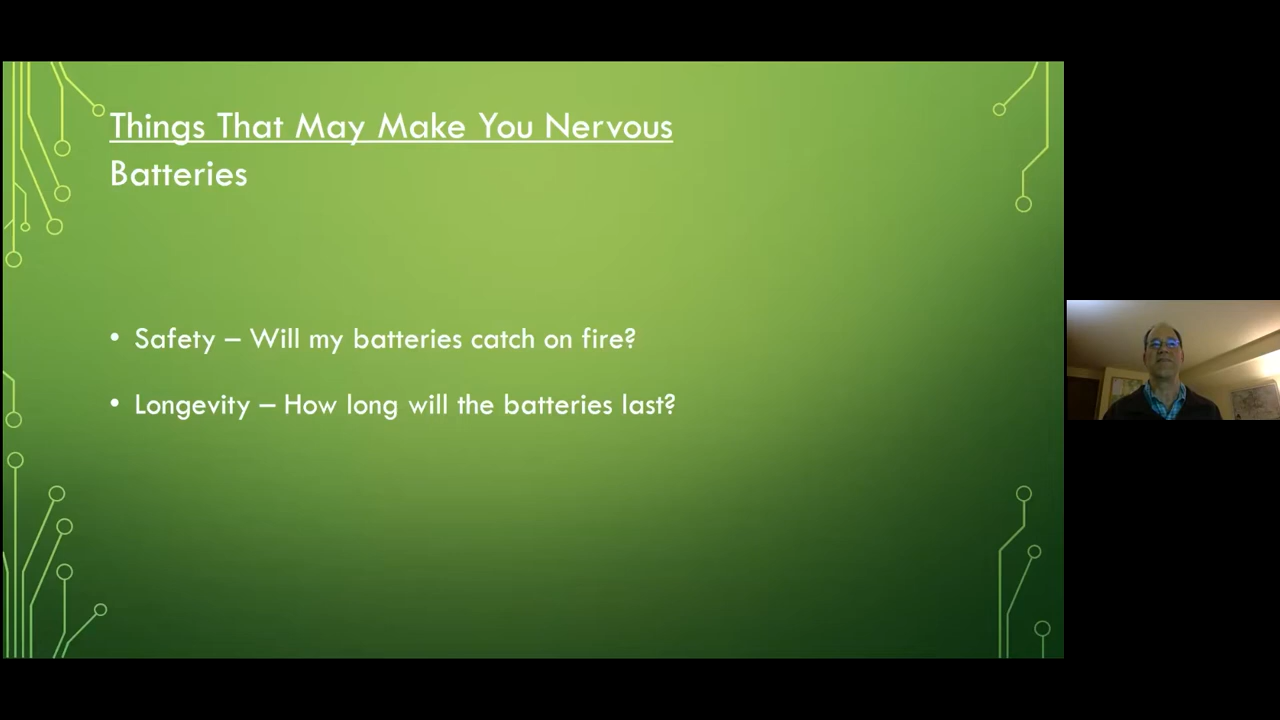 Things That May Make You Nervous
Batteries
• Safety – Will my batteries catch on fire?
• Longevity – How long will the batteries last?